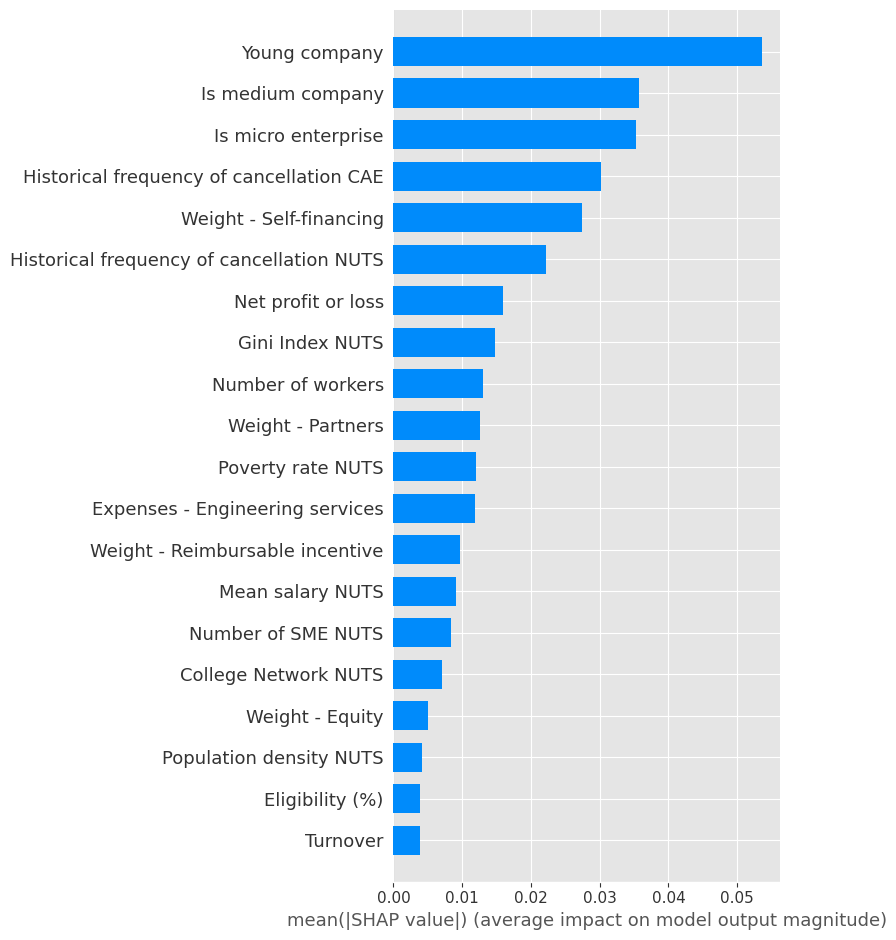 Young company
Is medium company
Is micro enterprise
Historical frequency of cancellation CAE
Weight - Self-financing
Historical frequency of cancellation NUTS
Net profit or loss
Gini Index NUTS
Number of workers
Weight - Partners
Poverty rate NUTS
Expenses - Engineering services
Weight - Reimbursable incentive
Mean salary NUTS
Number of SME NUTS
College Network NUTS
Weight - Equity
Population density NUTS
Eligibility (%)
Turnover
0.00 0.01 0.02 0.03 0.04 0.05
mean(|SHAP value|) (average impact on model output magnitude)